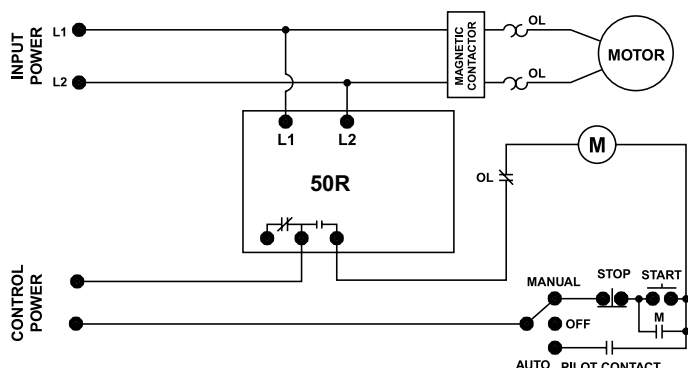 INPUT
POWER
L1
L2
MAGNETIC
CONTACTOR
OL
OL
MOTOR
L1
L2
50R
OL
M
CONTROL
POWER
MANUAL
OFF
AUTO
STOP
START
M
PILOT CONTACT